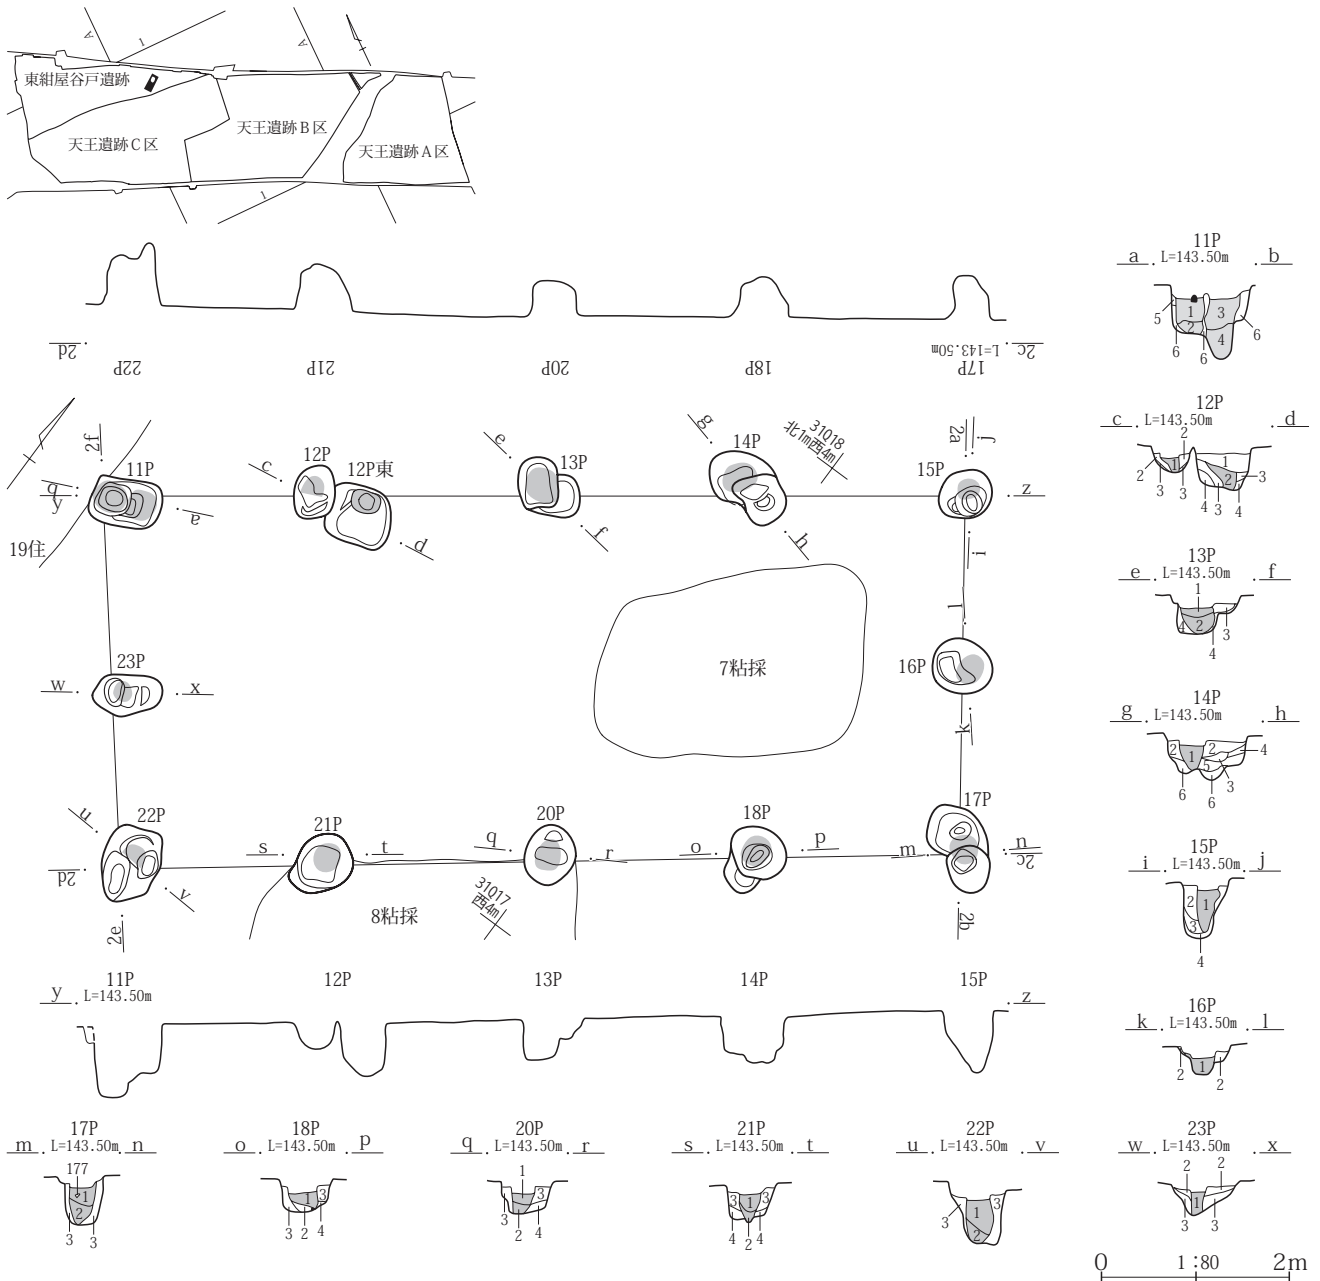 A 1 A
東紺屋谷戸遺跡
天王遺跡C区
天王遺跡B区
天王遺跡A区
1
2d 2c
L=143.50m
22P 21P 20P 18P 17P
11P
a L=143.50m b
1 3 5 2 4 6 6 6
12P
c L=143.50m d
2 1 1 2 3 2 3 3 4 3 4
13P
e L=143.50m f
1 4 2 3 4
14P
g L=143.50m h
2 1 2 4 5 3 6 6
15P
i L=143.50m j
2 1 3 4
16P
k L=143.50m l
1 2 2
2f 11P b y a
19住
c 12P 12P東 d
e 13P f
g 14P h
31Q18
北1m西4m
2a j 15P z i
l 16P k
7粘採
w 23P x
u 22P v 2d 2e
s 21P t
q 20P r
o 18P p
17P m n 2c 2b
31Q17
西4m
8粘採
11P 12P 13P 14P 15P
y L=143.50m z
17P
m L=143.50m n
177 1 2 3 3
18P
o L=143.50m p
1 3 3 2 4
20P
q L=143.50m r
1 3 3 2 4
21P
s L=143.50m t
3 1 3 4 2 4
22P
u L=143.50m v
1 3 3 2
23P
w L=143.50m x
2 2 1 3 3
0 1:80 2m